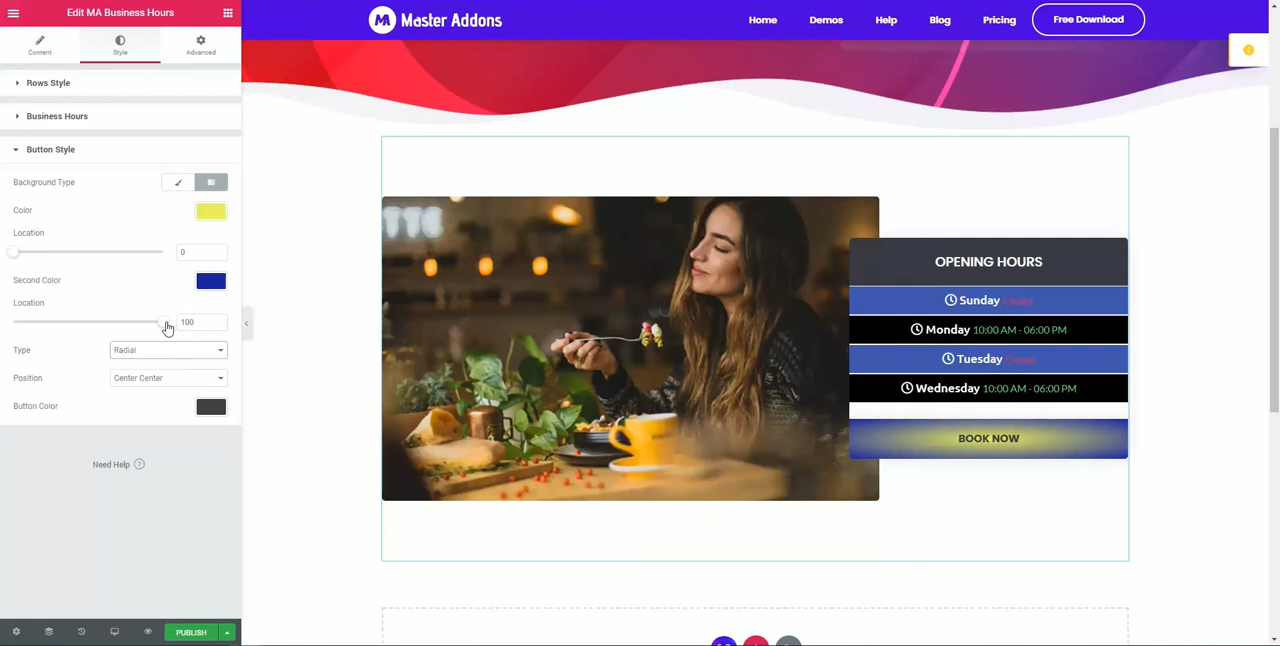 Edit MA Business Hours
Content
Style
Advanced
Rows Style
Business Hours
Button Style
Background Type
Color
Location
0
Second Color
Location
100
Type
Radial
Position
Center Center
Button Color
Need Help ?
PUBLISH
MA Master Addons
Home
Demos
Help
Blog
Pricing
Free Download
OPENING HOURS
Sunday Closed
Monday 10:00 AM - 06:00 PM
Tuesday Closed
Wednesday 10:00 AM - 06:00 PM
BOOK NOW